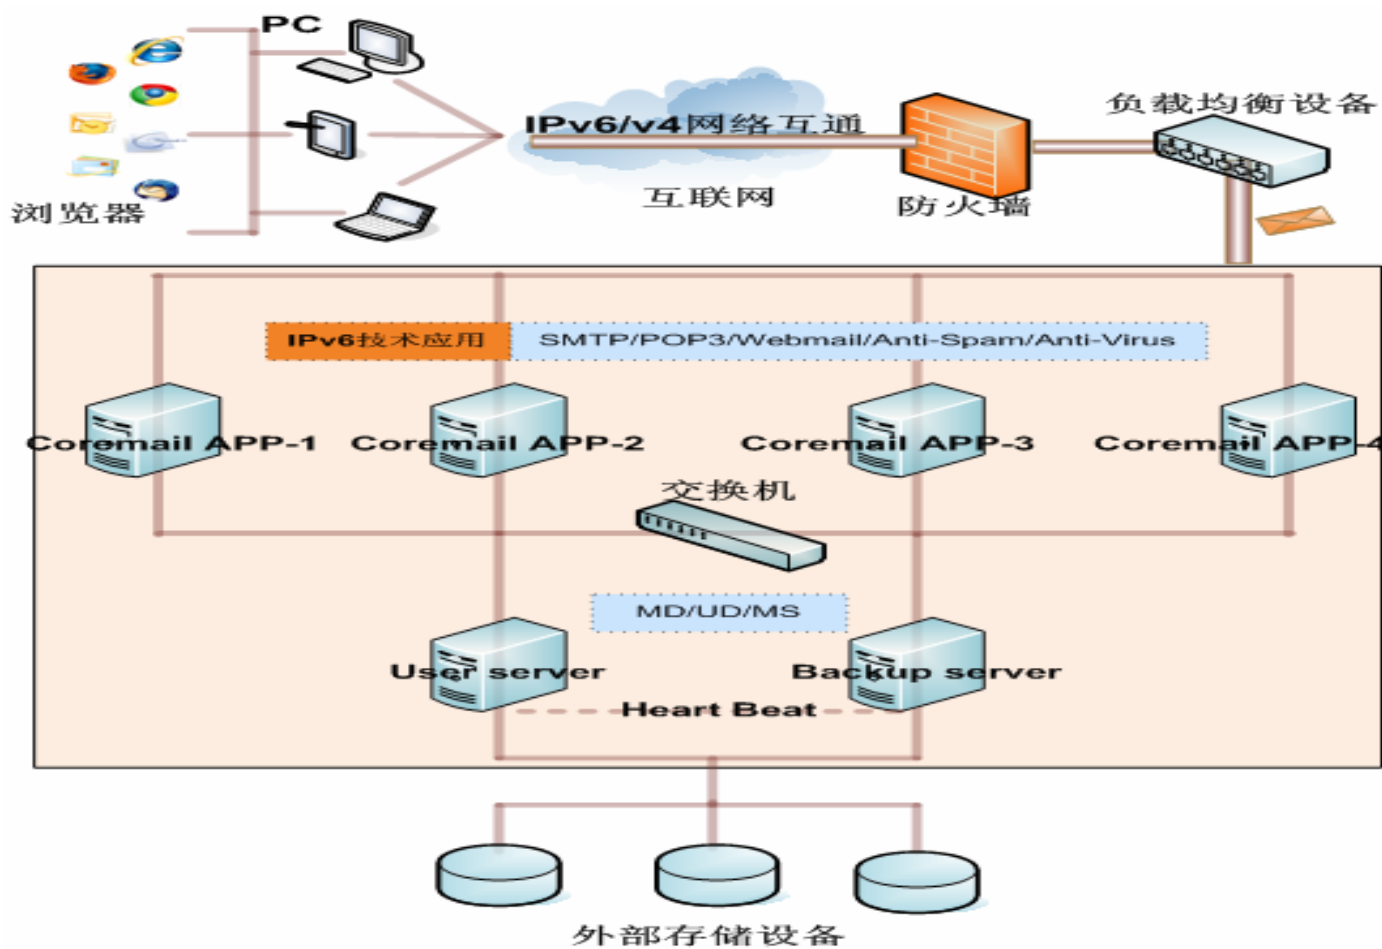 PC
负载均衡设备
IPv6/v4网络互通
互联网
防火墙
浏览器
IPv6技术应用
SMTP/POP3/Webmail/Anti-Spam/Anti-Virus
Coremail APP-1
Coremail APP-2
Coremail APP-3
Coremail APP-4
交换机
MD/UD/MS
User server
Backup server
Heart Beat
外部存储设备